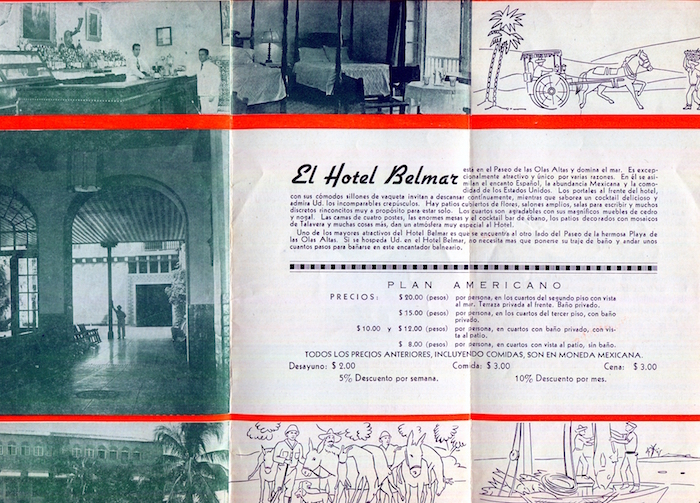 El Hotel Belmar está en el Paseo de las Olas Altas y domina el mar. Es excep-
cionalmente atractivo y único por varias razones. En él se asi-
milan el encanto Español, la abundancia Mexicana y la como-
didad de los Estados Unidos. Los portales al frente del hotel,
con sus cómodos sillones de vaqueta invitan a descansar continuamente, mientras que saborea un cocktail delicioso y
admira Ud. los incomparables crepúsculos. Hay patios cubiertos de flores, salones amplios, salas para escribir y muchos
discretos rinconcitos muy a propósito para estar solo. Los cuartos son agradables con sus magníficos muebles de cedro
y nogal. Las camas de cuatro postes, las enormes mesas y el cocktail bar de ébano, los patios decorados con mosaicos
de Talavera y muchas cosas más, dan un atmósfera muy especial al Hotel.
Uno de los mayores atractivos del Hotel Belmar es que se encuentra al otro lado del Paseo de la hermosa Playa de
las Olas Altas. Si se hospeda Ud. en el Hotel Belmar, no necesita mas que ponerse su traje de baño y andar unos
cuantos pasos para bañarse en este encantador balneario.
PLAN AMERICANO
PRECIOS: $ 20.00 (pesos) por persona, en los cuartos del segundo piso con vista
al mar. Terraza privada al frente. Baño privado.
$ 15.00 (pesos) por persona, en los cuartos del tercer piso, con baño
privado.
$ 10.00 y $ 12.00 (pesos) por persona, en cuartos con baño privado, con vis-
ta al patio.
$ 8.00 (pesos) por persona, en cuartos con vista al patio, sin baño.
TODOS LOS PRECIOS ANTERIORES, INCLUYENDO COMIDAS, SON EN MONEDA MEXICANA.
Desayuno: $ 2.00 Comida: $ 3.00 Cena: $ 3.00
5% Descuento por semana. 10% Descuento por mes.